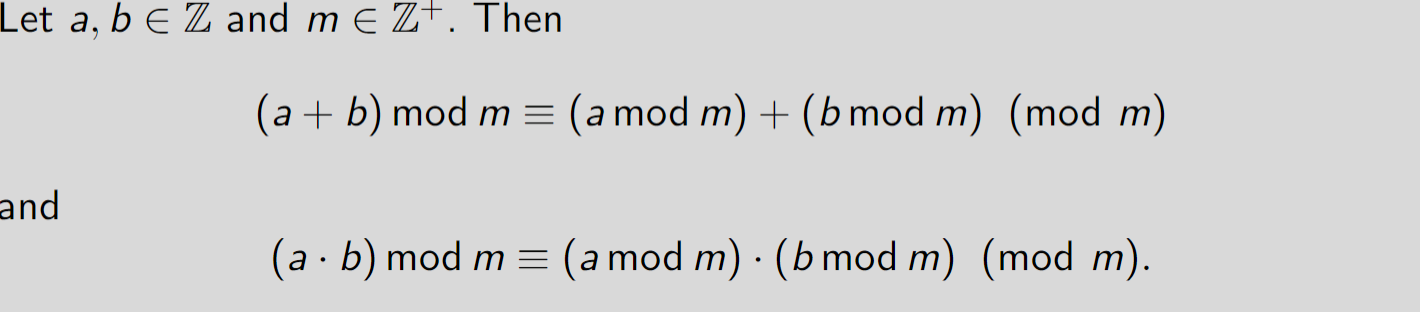 Let a, b ∈ ℤ and m ∈ ℤ⁺. Then
(a + b) mod m ≡ (a mod m) + (b mod m) (mod m)
and
(a · b) mod m ≡ (a mod m) · (b mod m) (mod m).